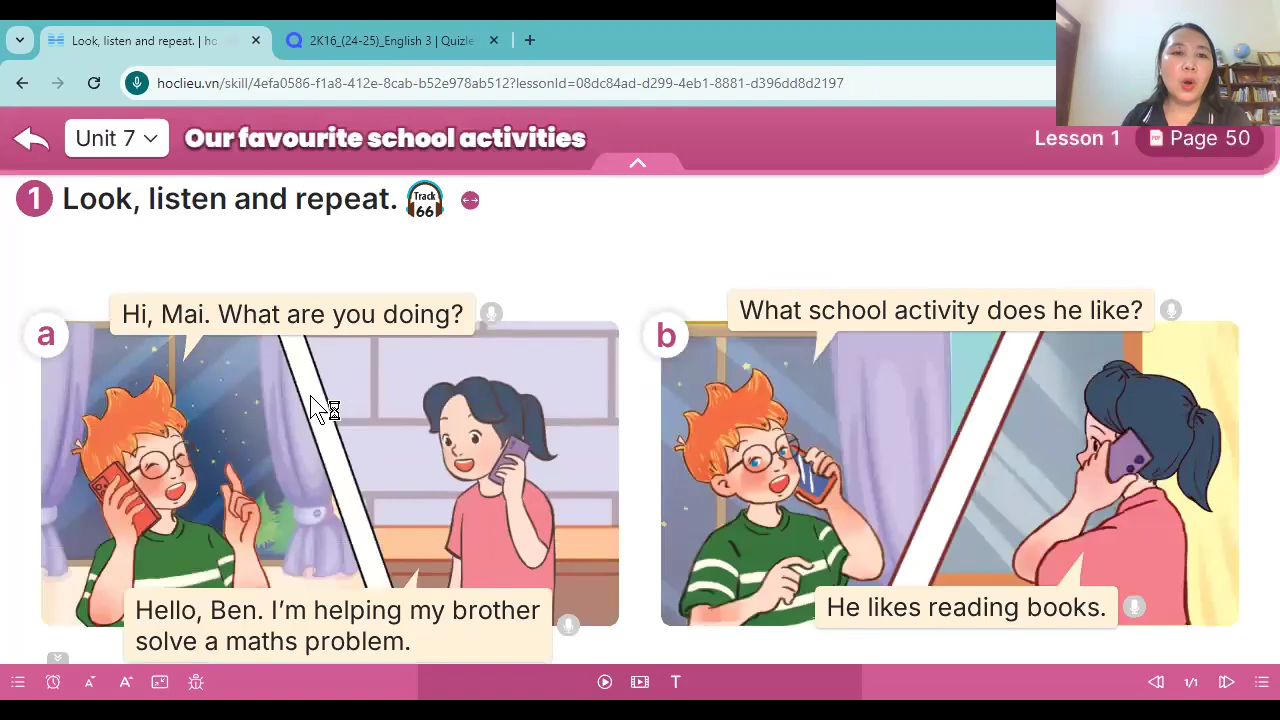 Look, listen and repeat. | ho
2K16_(24-25)_English 3 | Quizle
hoclieu.vn/skill/4efa0586-f1a8-412e-8cab-b52e978adc12?lessonId=08dc84ad-d299-4eb1-8881-d396dd8d2197
Unit 7
Our favourite school activities
Lesson 1
PDF
Page 50
1 Look, listen and repeat.
Track
66
a
Hi, Mai. What are you doing?
Hello, Ben. I'm helping my brother
solve a maths problem.
b
What school activity does he like?
He likes reading books.
A A T
1/1